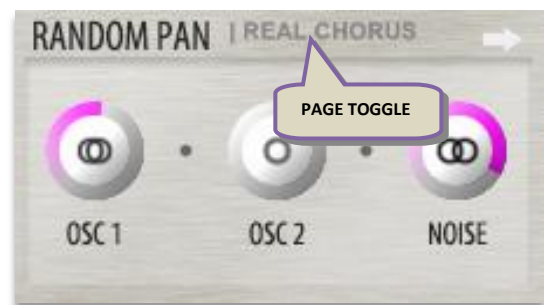 RANDOM PAN | REAL CHORUS
PAGE TOGGLE
OSC 1 OSC 2 NOISE